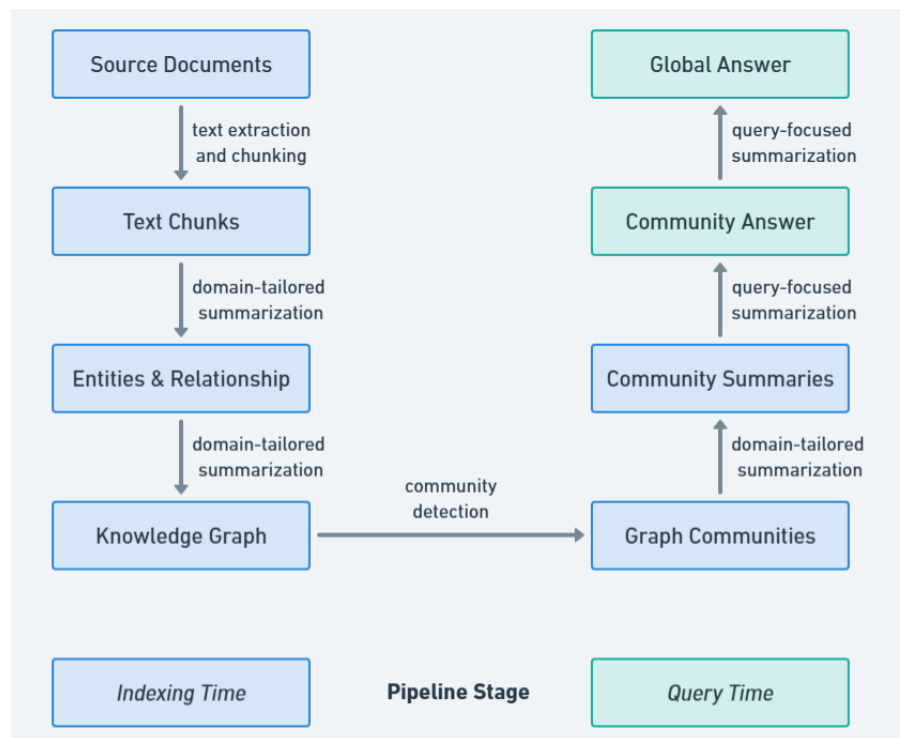 Source Documents
text extraction
and chunking
Text Chunks
domain-tailored
summarization
Entities & Relationship
domain-tailored
summarization
Knowledge Graph
community
detection
Graph Communities
domain-tailored
summarization
Community Summaries
query-focused
summarization
Community Answer
query-focused
summarization
Global Answer
Indexing Time
Pipeline Stage
Query Time